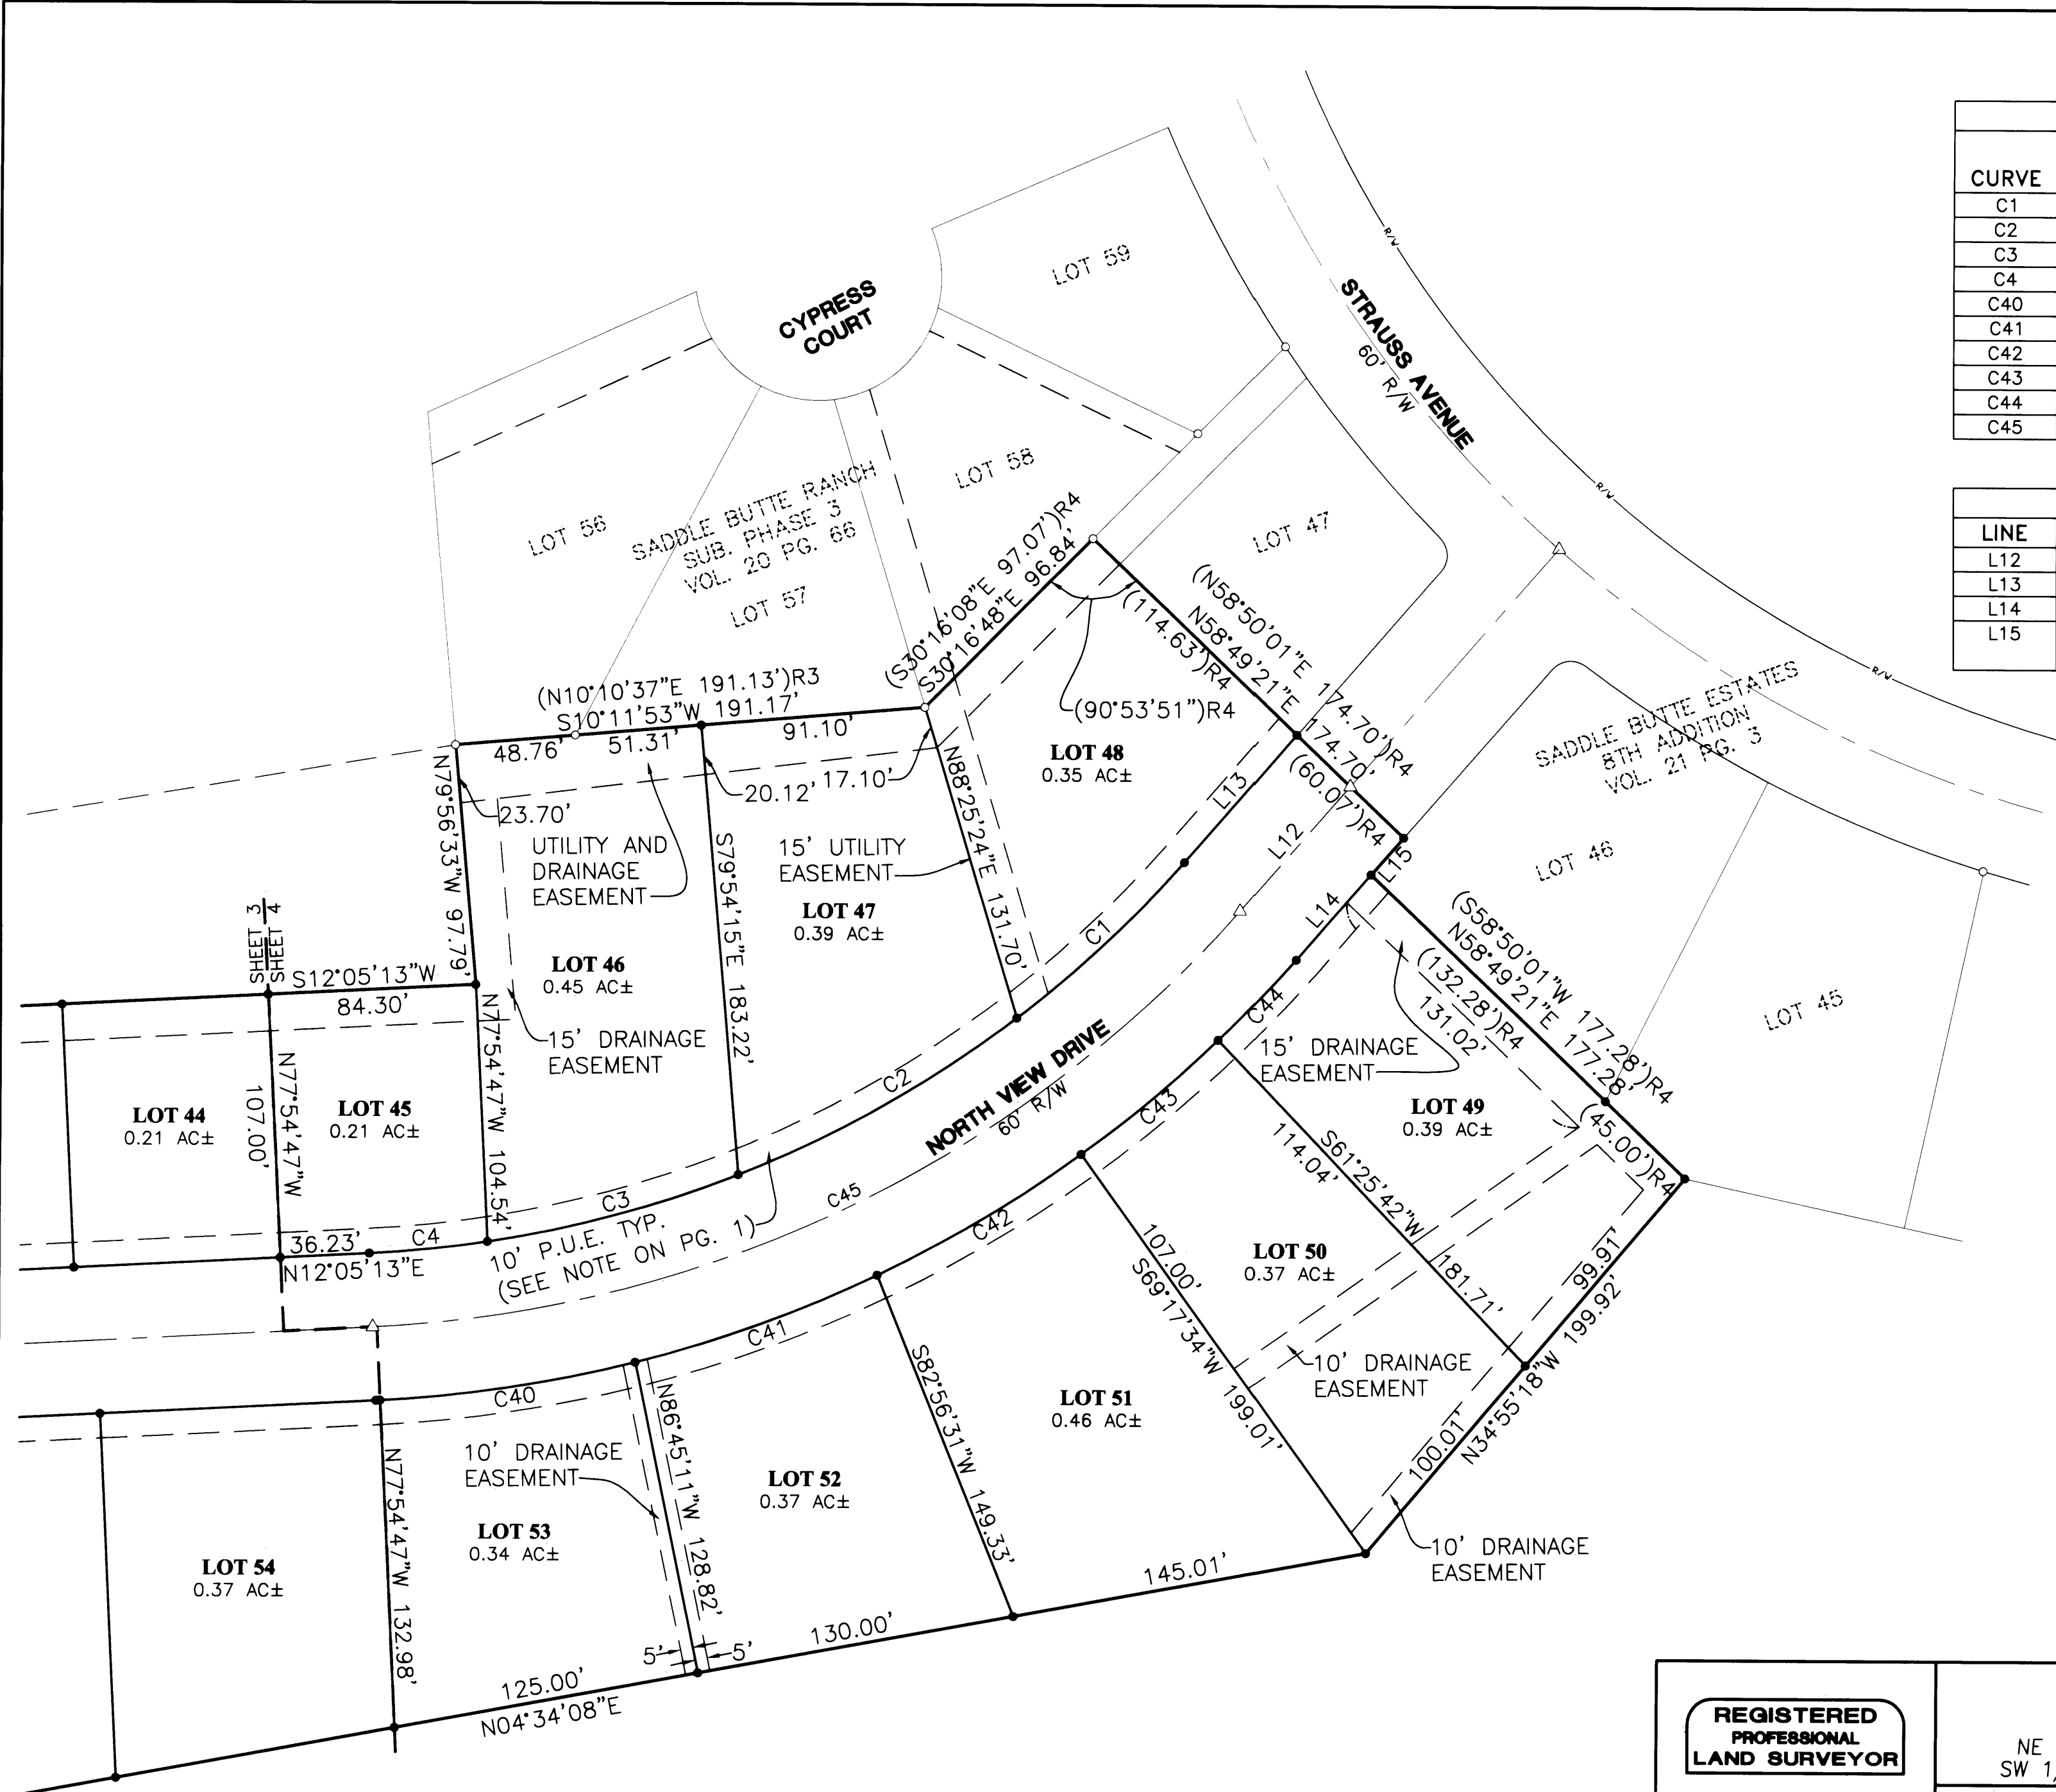 CURVE
C1
C2
C3
C4
C40
C41
C42
C43
C44
C45
LINE
L12
L13
L14
L15
LOT 59
CYPRESS
COURT
STRAUSS AVENUE
60' R/W
R/W
R/W
R/W
LOT 58
LOT 56
SADDLE BUTTE RANCH
SUB. PHASE 3
VOL. 20 PG. 66
LOT 57
LOT 47
(S30°16'08"E 97.07')R4
S30°16'48"E 96.84'
(N58°50'01"E 174.70')R4
N58°49'21"E 174.70'
(114.63')R4
(60.07')R4
(90°53'51")R4
(N10°10'37"E 191.13')R3
S10°11'53"W 191.17'
48.76'
51.31'
91.10'
LOT 48
0.35 AC±
L13
L12
L15
L14
SADDLE BUTTE ESTATES
8TH ADDITION
VOL. 21 PG. 3
LOT 46
LOT 45
N79°56'33"W 97.79'
23.70'
20.12'
17.10'
UTILITY AND
DRAINAGE
EASEMENT
15' UTILITY
EASEMENT
N88°25'24"E 131.70'
S79°54'15"E 183.22'
LOT 47
0.39 AC±
LOT 46
0.45 AC±
15' DRAINAGE
EASEMENT
SHEET 3
SHEET 4
S12°05'13"W
84.30'
LOT 44
0.21 AC±
107.00'
N77°54'47"W
LOT 45
0.21 AC±
N77°54'47"W 104.54'
36.23'
N12°05'13"E
C4
C3
C2
C1
10' P.U.E. TYP.
(SEE NOTE ON PG. 1)
C45
NORTH VIEW DRIVE
60' R/W
C44
C43
C42
C41
C40
(S58°50'01"W 177.28')R4
N58°49'21"E 177.28'
(132.28')R4
131.02'
(45.00')R4
15' DRAINAGE
EASEMENT
LOT 49
0.39 AC±
S61°25'42"W 181.71'
114.04'
LOT 50
0.37 AC±
107.00'
S69°17'34"W 199.01'
10' DRAINAGE
EASEMENT
99.91'
N34°55'18"W 199.92'
100.01'
10' DRAINAGE
EASEMENT
LOT 51
0.46 AC±
S82°56'31"W 149.33'
145.01'
LOT 52
0.37 AC±
N86°45'11"W 128.82'
10' DRAINAGE
EASEMENT
LOT 53
0.34 AC±
5'
5'
130.00'
125.00'
N04°34'08"E
N77°54'47"W 132.98'
LOT 54
0.37 AC±
REGISTERED
PROFESSIONAL
LAND SURVEYOR
NE
SW 1/